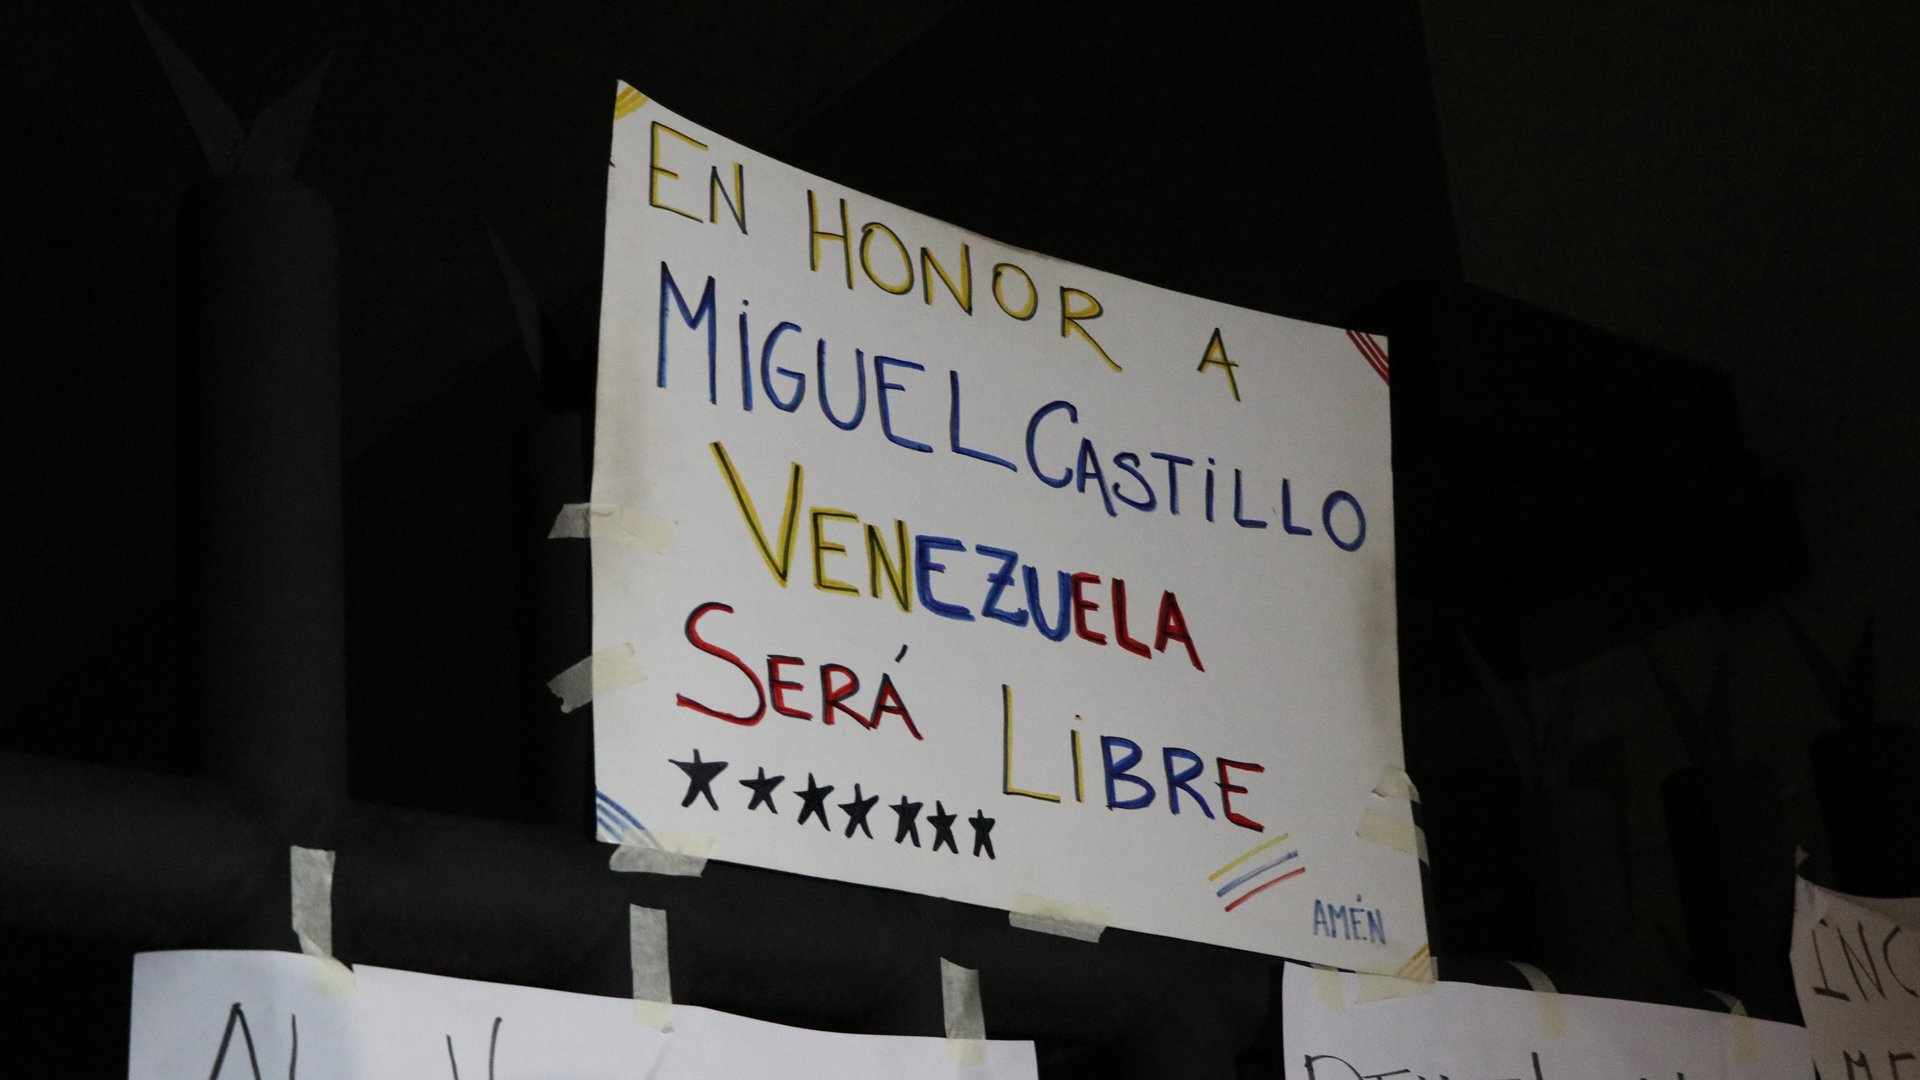 EN HONOR A
MiGUEL CASTiLLO
VENEZUELA
SERÁ LiBRE
AMÉN